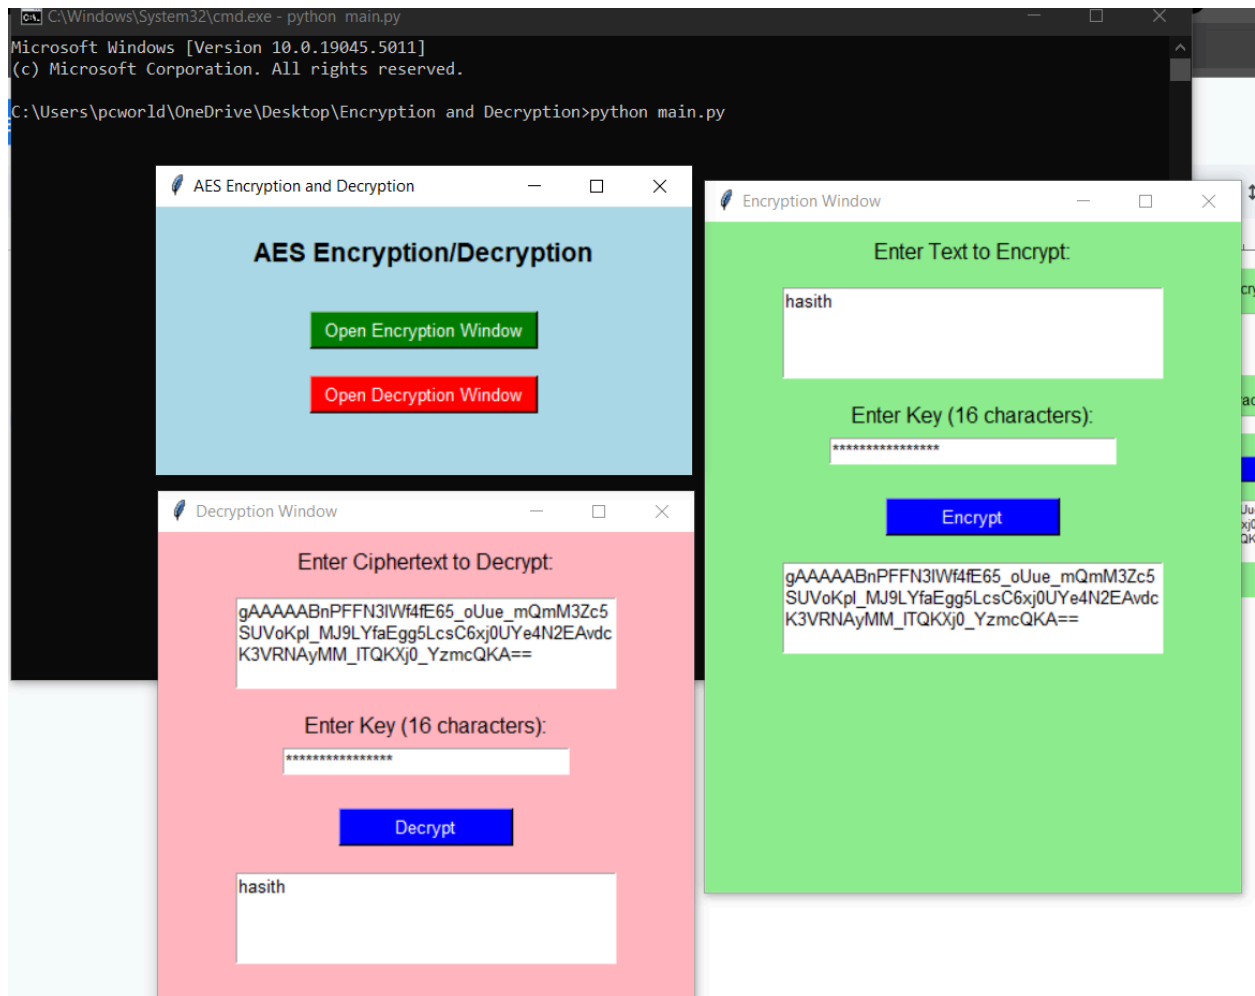 C:\Windows\System32\cmd.exe - python  main.py
Microsoft Windows [Version 10.0.19045.5011]
(c) Microsoft Corporation. All rights reserved.
C:\Users\pcworld\OneDrive\Desktop\Encryption and Decryption>python main.py
AES Encryption and Decryption
AES Encryption/Decryption
Open Encryption Window
Open Decryption Window
Encryption Window
Enter Text to Encrypt:
hasith
Enter Key (16 characters):
****************
Encrypt
gAAAAABnPFFN3IWf4fE65_oUue_mQmM3Zc5
SUVoKpl_MJ9LYfaEgg5LcsC6xj0UYe4N2EAvdc
K3VRNAyMM_ITQKXj0_YzmcQKA==
Decryption Window
Enter Ciphertext to Decrypt:
gAAAAABnPFFN3IWf4fE65_oUue_mQmM3Zc5
SUVoKpl_MJ9LYfaEgg5LcsC6xj0UYe4N2EAvdc
K3VRNAyMM_ITQKXj0_YzmcQKA==
Enter Key (16 characters):
****************
Decrypt
hasith